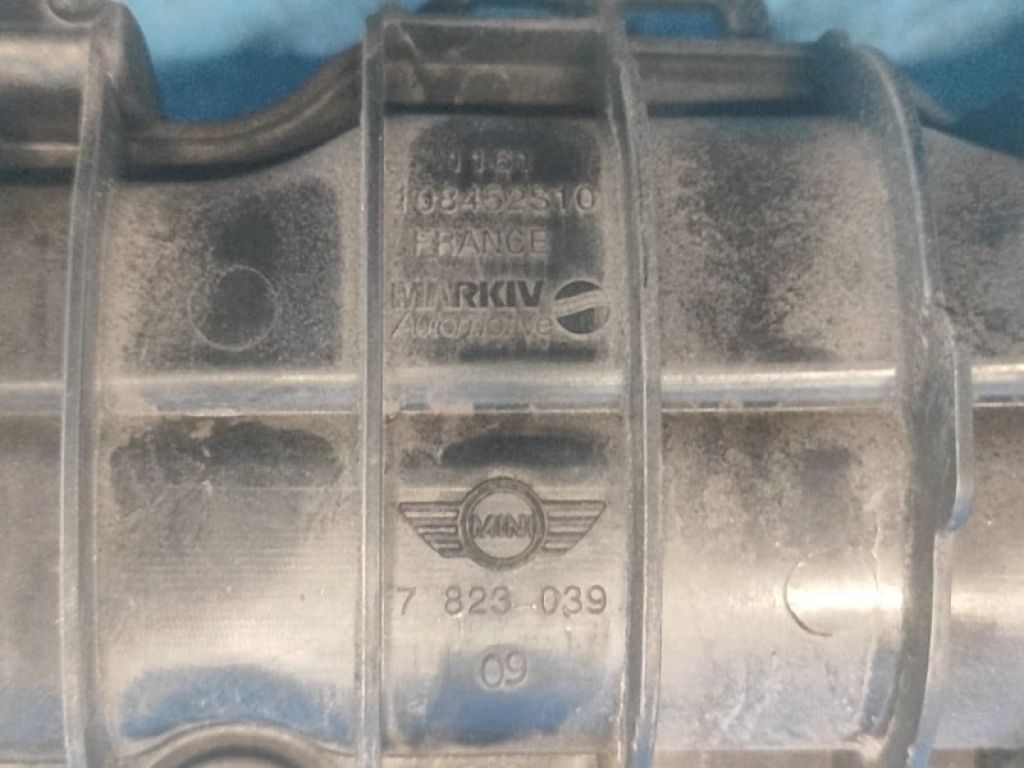 108452S10
FRANCE
MARKIV
Automotive
MINI
7 823 039
09